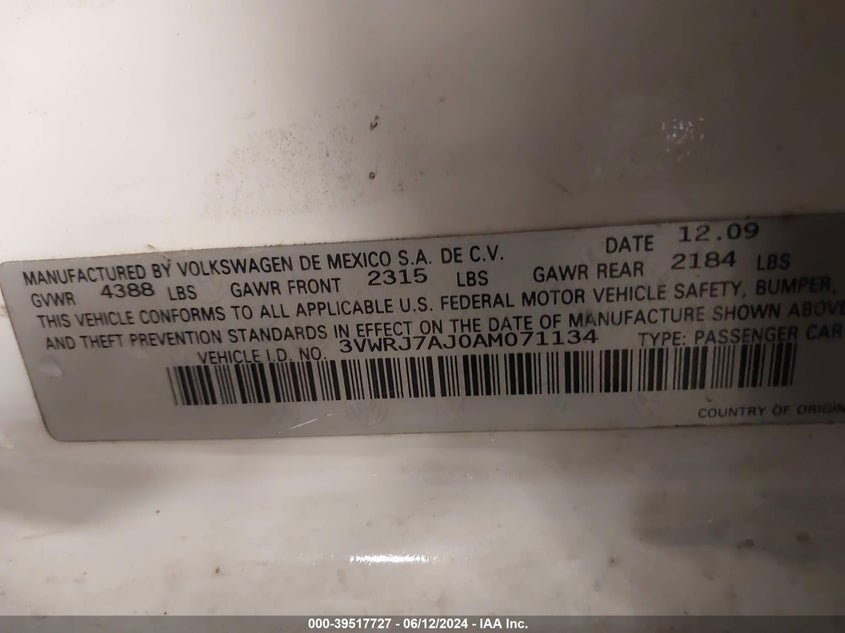 MANUFACTURED BY VOLKSWAGEN DE MEXICO S.A. DE C.V. DATE 12.09
GVWR 4388 LBS GAWR FRONT 2315 LBS GAWR REAR 2184 LBS
THIS VEHICLE CONFORMS TO ALL APPLICABLE U.S. FEDERAL MOTOR VEHICLE SAFETY, BUMPER,
AND THEFT PREVENTION STANDARDS IN EFFECT ON THE DATE OF MANUFACTURE SHOWN ABOVE
VEHICLE I.D. NO. 3VWRJ7AJ0AM071134 TYPE: PASSENGER CAR
COUNTRY OF ORIGIN
000-39517727 - 06/12/2024 - IAA Inc.